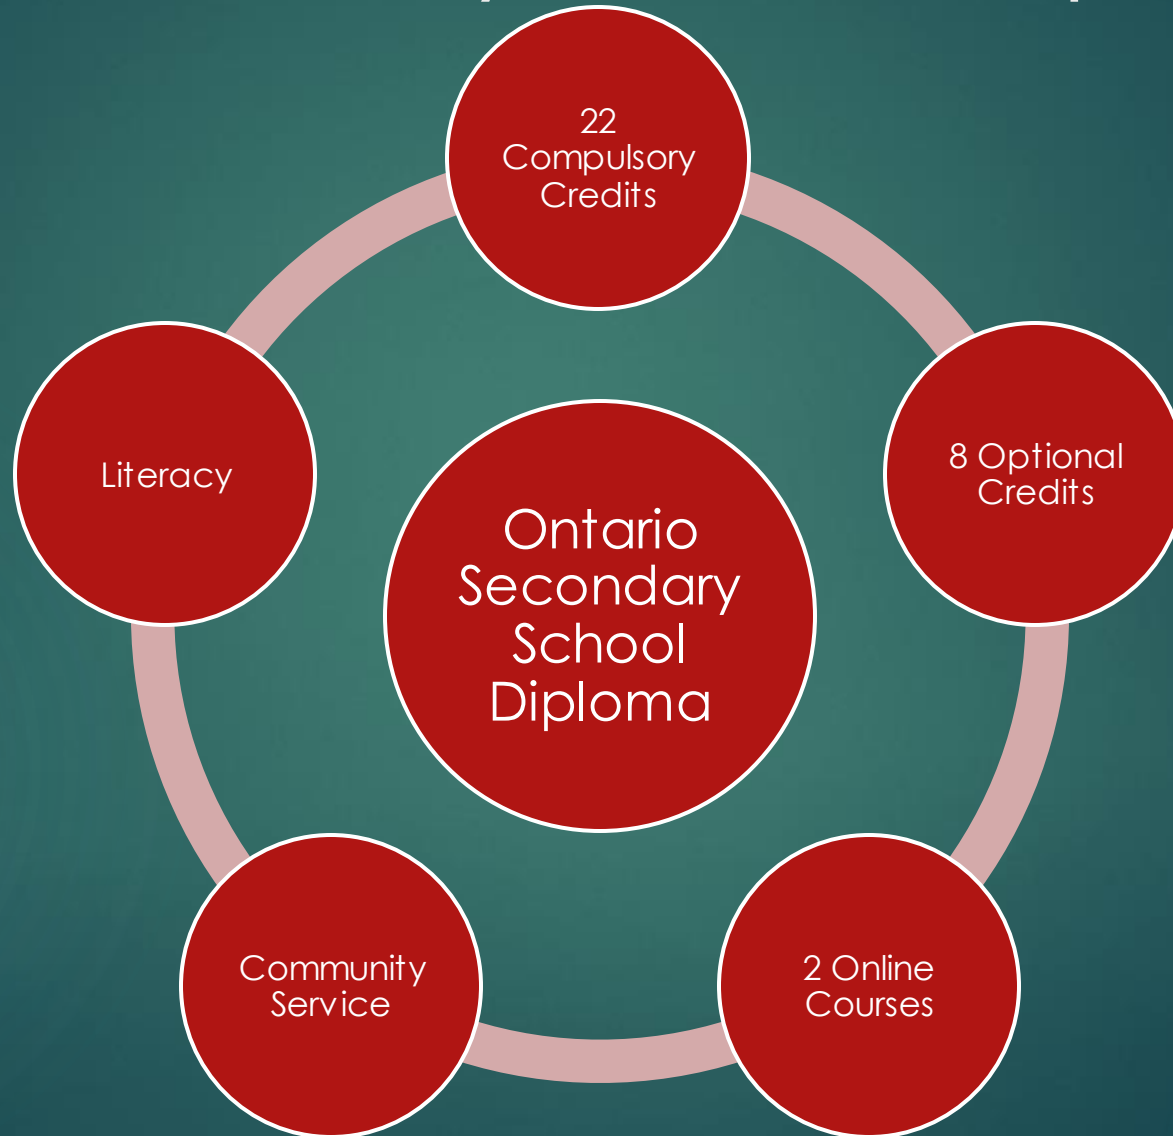 22
Compulsory
Credits
8 Optional
Credits
Literacy
Ontario
Secondary
School
Diploma
Community
Service
2 Online
Courses